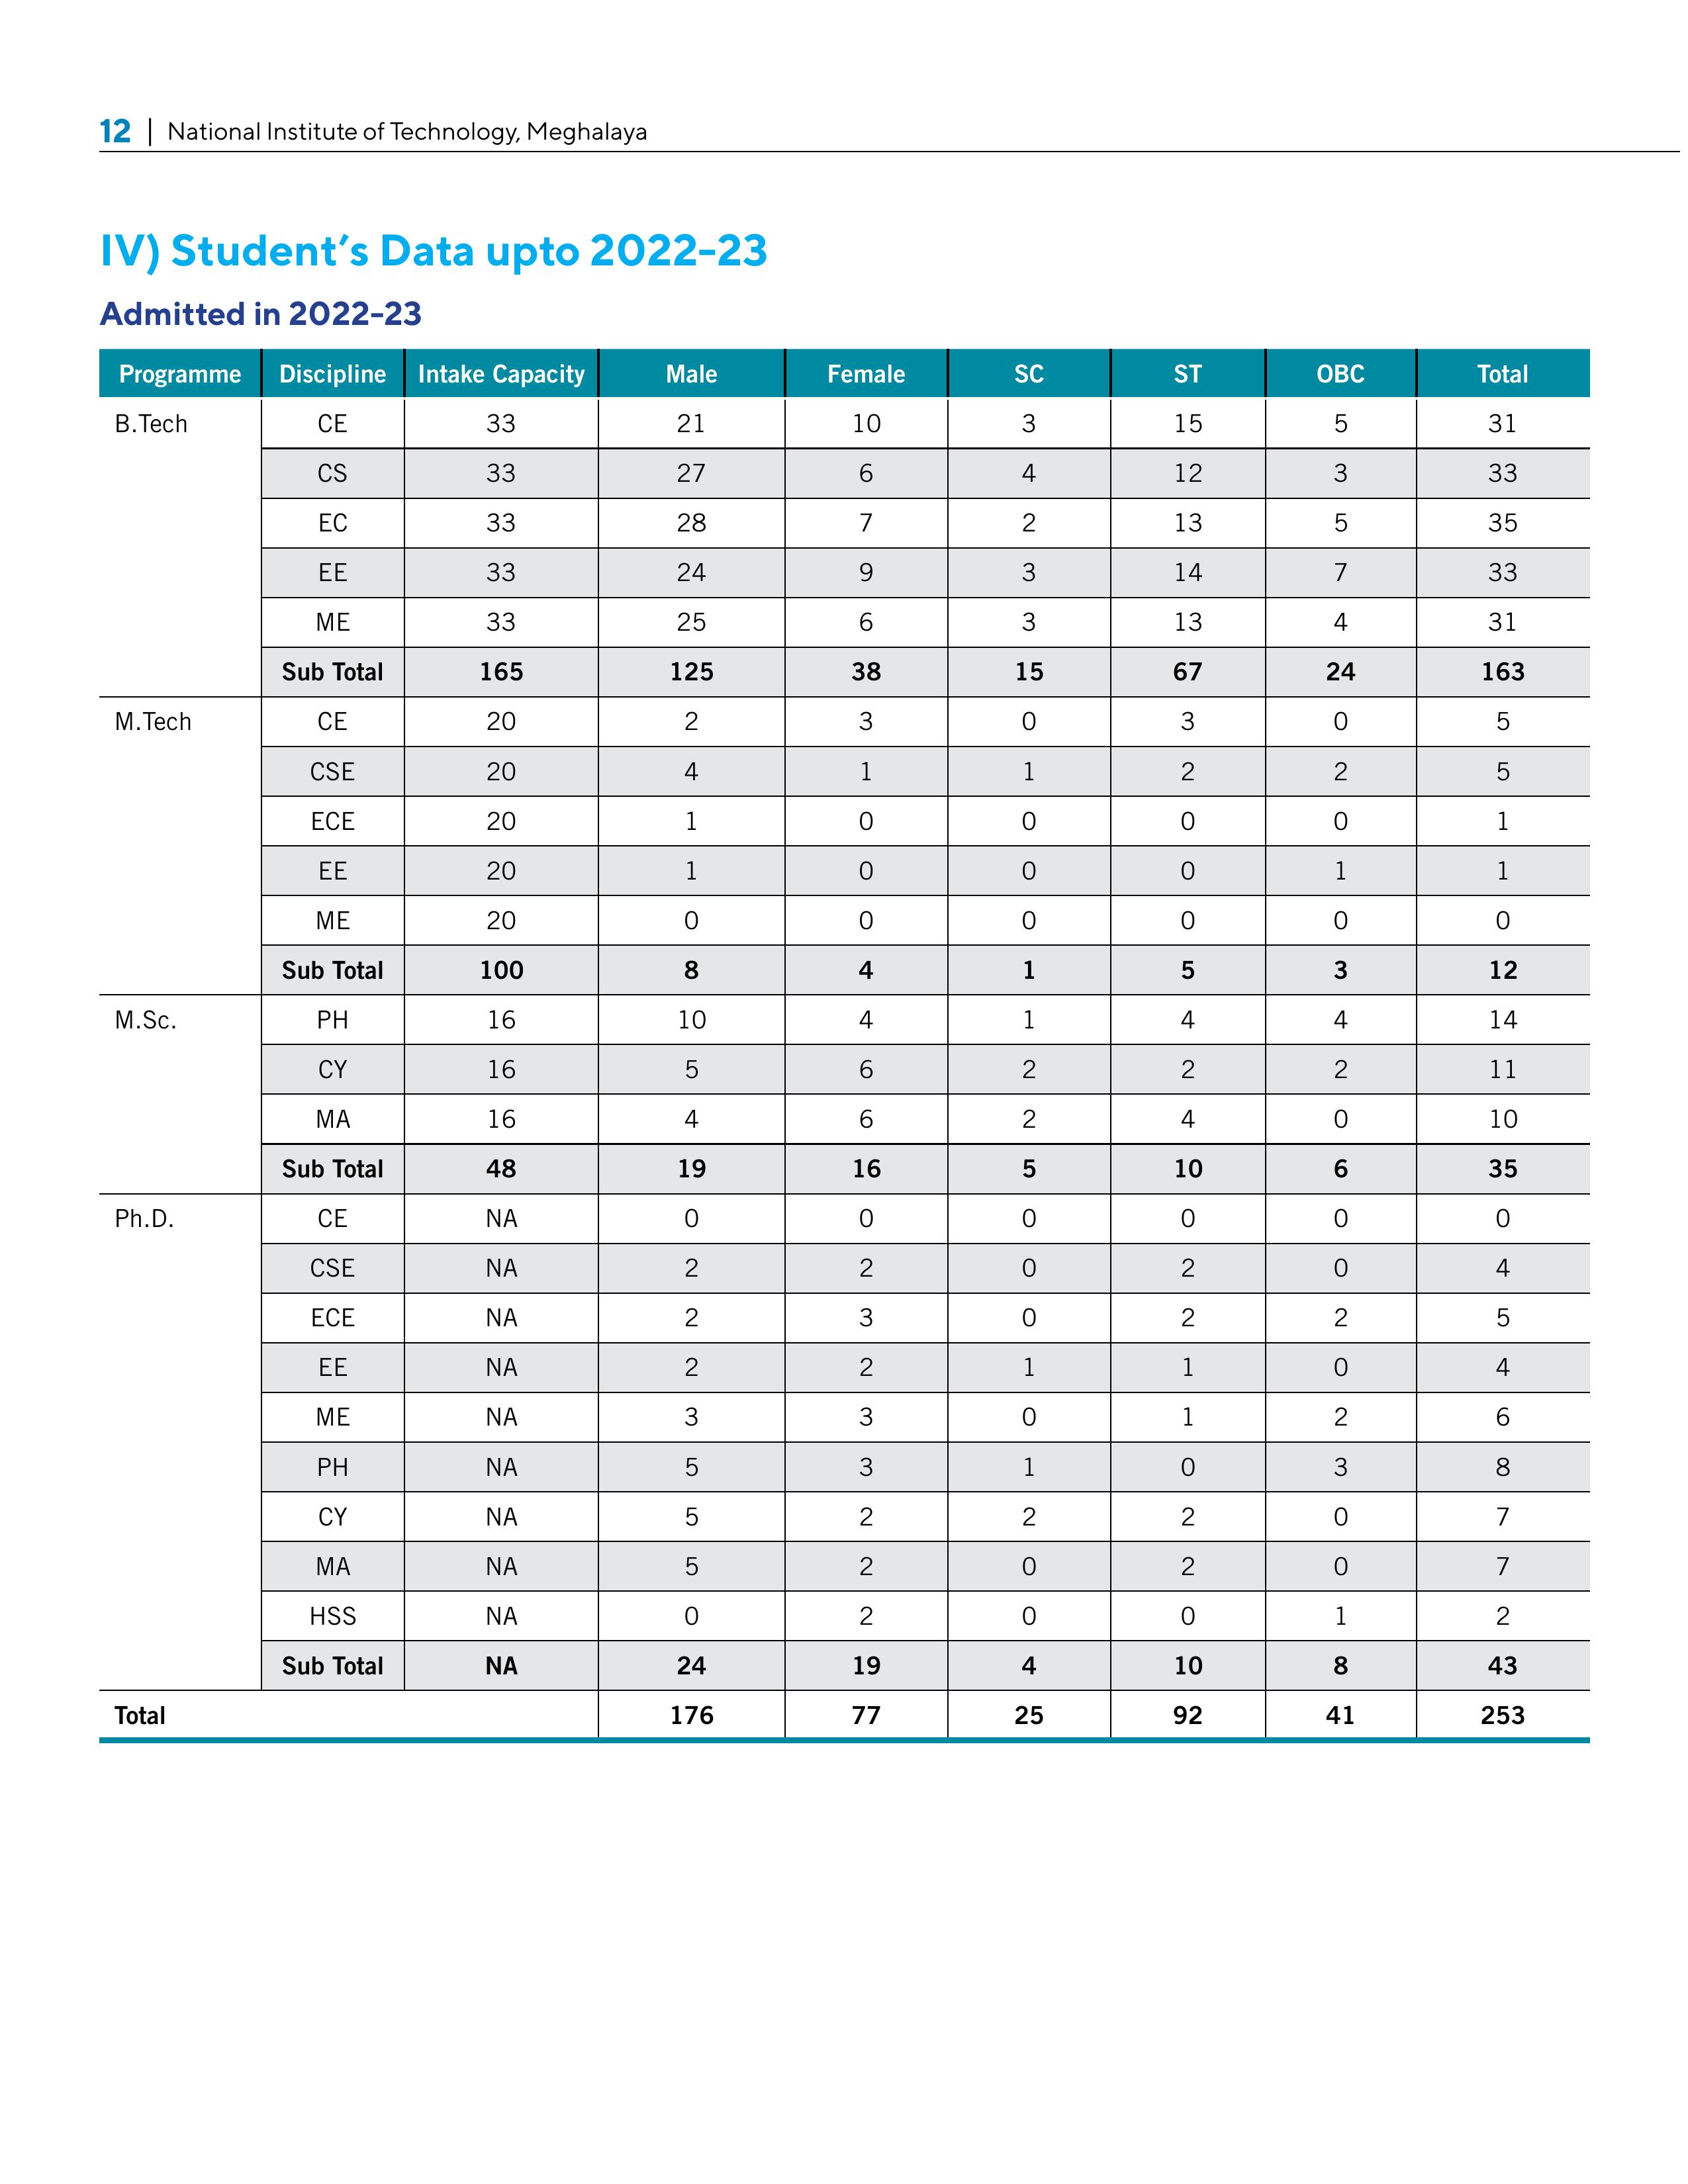 12 | National Institute of Technology, Meghalaya
IV) Student's Data upto 2022-23
Admitted in 2022-23
Programme Discipline Intake Capacity Male Female SC ST OBC Total
B.Tech CE 33 21 10 3 15 5 31
CS 33 27 6 4 12 3 33
EC 33 28 7 2 13 5 35
EE 33 24 9 3 14 7 33
ME 33 25 6 3 13 4 31
Sub Total 165 125 38 15 67 24 163
M.Tech CE 20 2 3 0 3 0 5
CSE 20 4 1 1 2 2 5
ECE 20 1 0 0 0 0 1
EE 20 1 0 0 0 1 1
ME 20 0 0 0 0 0 0
Sub Total 100 8 4 1 5 3 12
M.Sc. PH 16 10 4 1 4 4 14
CY 16 5 6 2 2 2 11
MA 16 4 6 2 4 0 10
Sub Total 48 19 16 5 10 6 35
Ph.D. CE NA 0 0 0 0 0 0
CSE NA 2 2 0 2 0 4
ECE NA 2 3 0 2 2 5
EE NA 2 2 1 1 0 4
ME NA 3 3 0 1 2 6
PH NA 5 3 1 0 3 8
CY NA 5 2 2 2 0 7
MA NA 5 2 0 2 0 7
HSS NA 0 2 0 0 1 2
Sub Total NA 24 19 4 10 8 43
Total 176 77 25 92 41 253